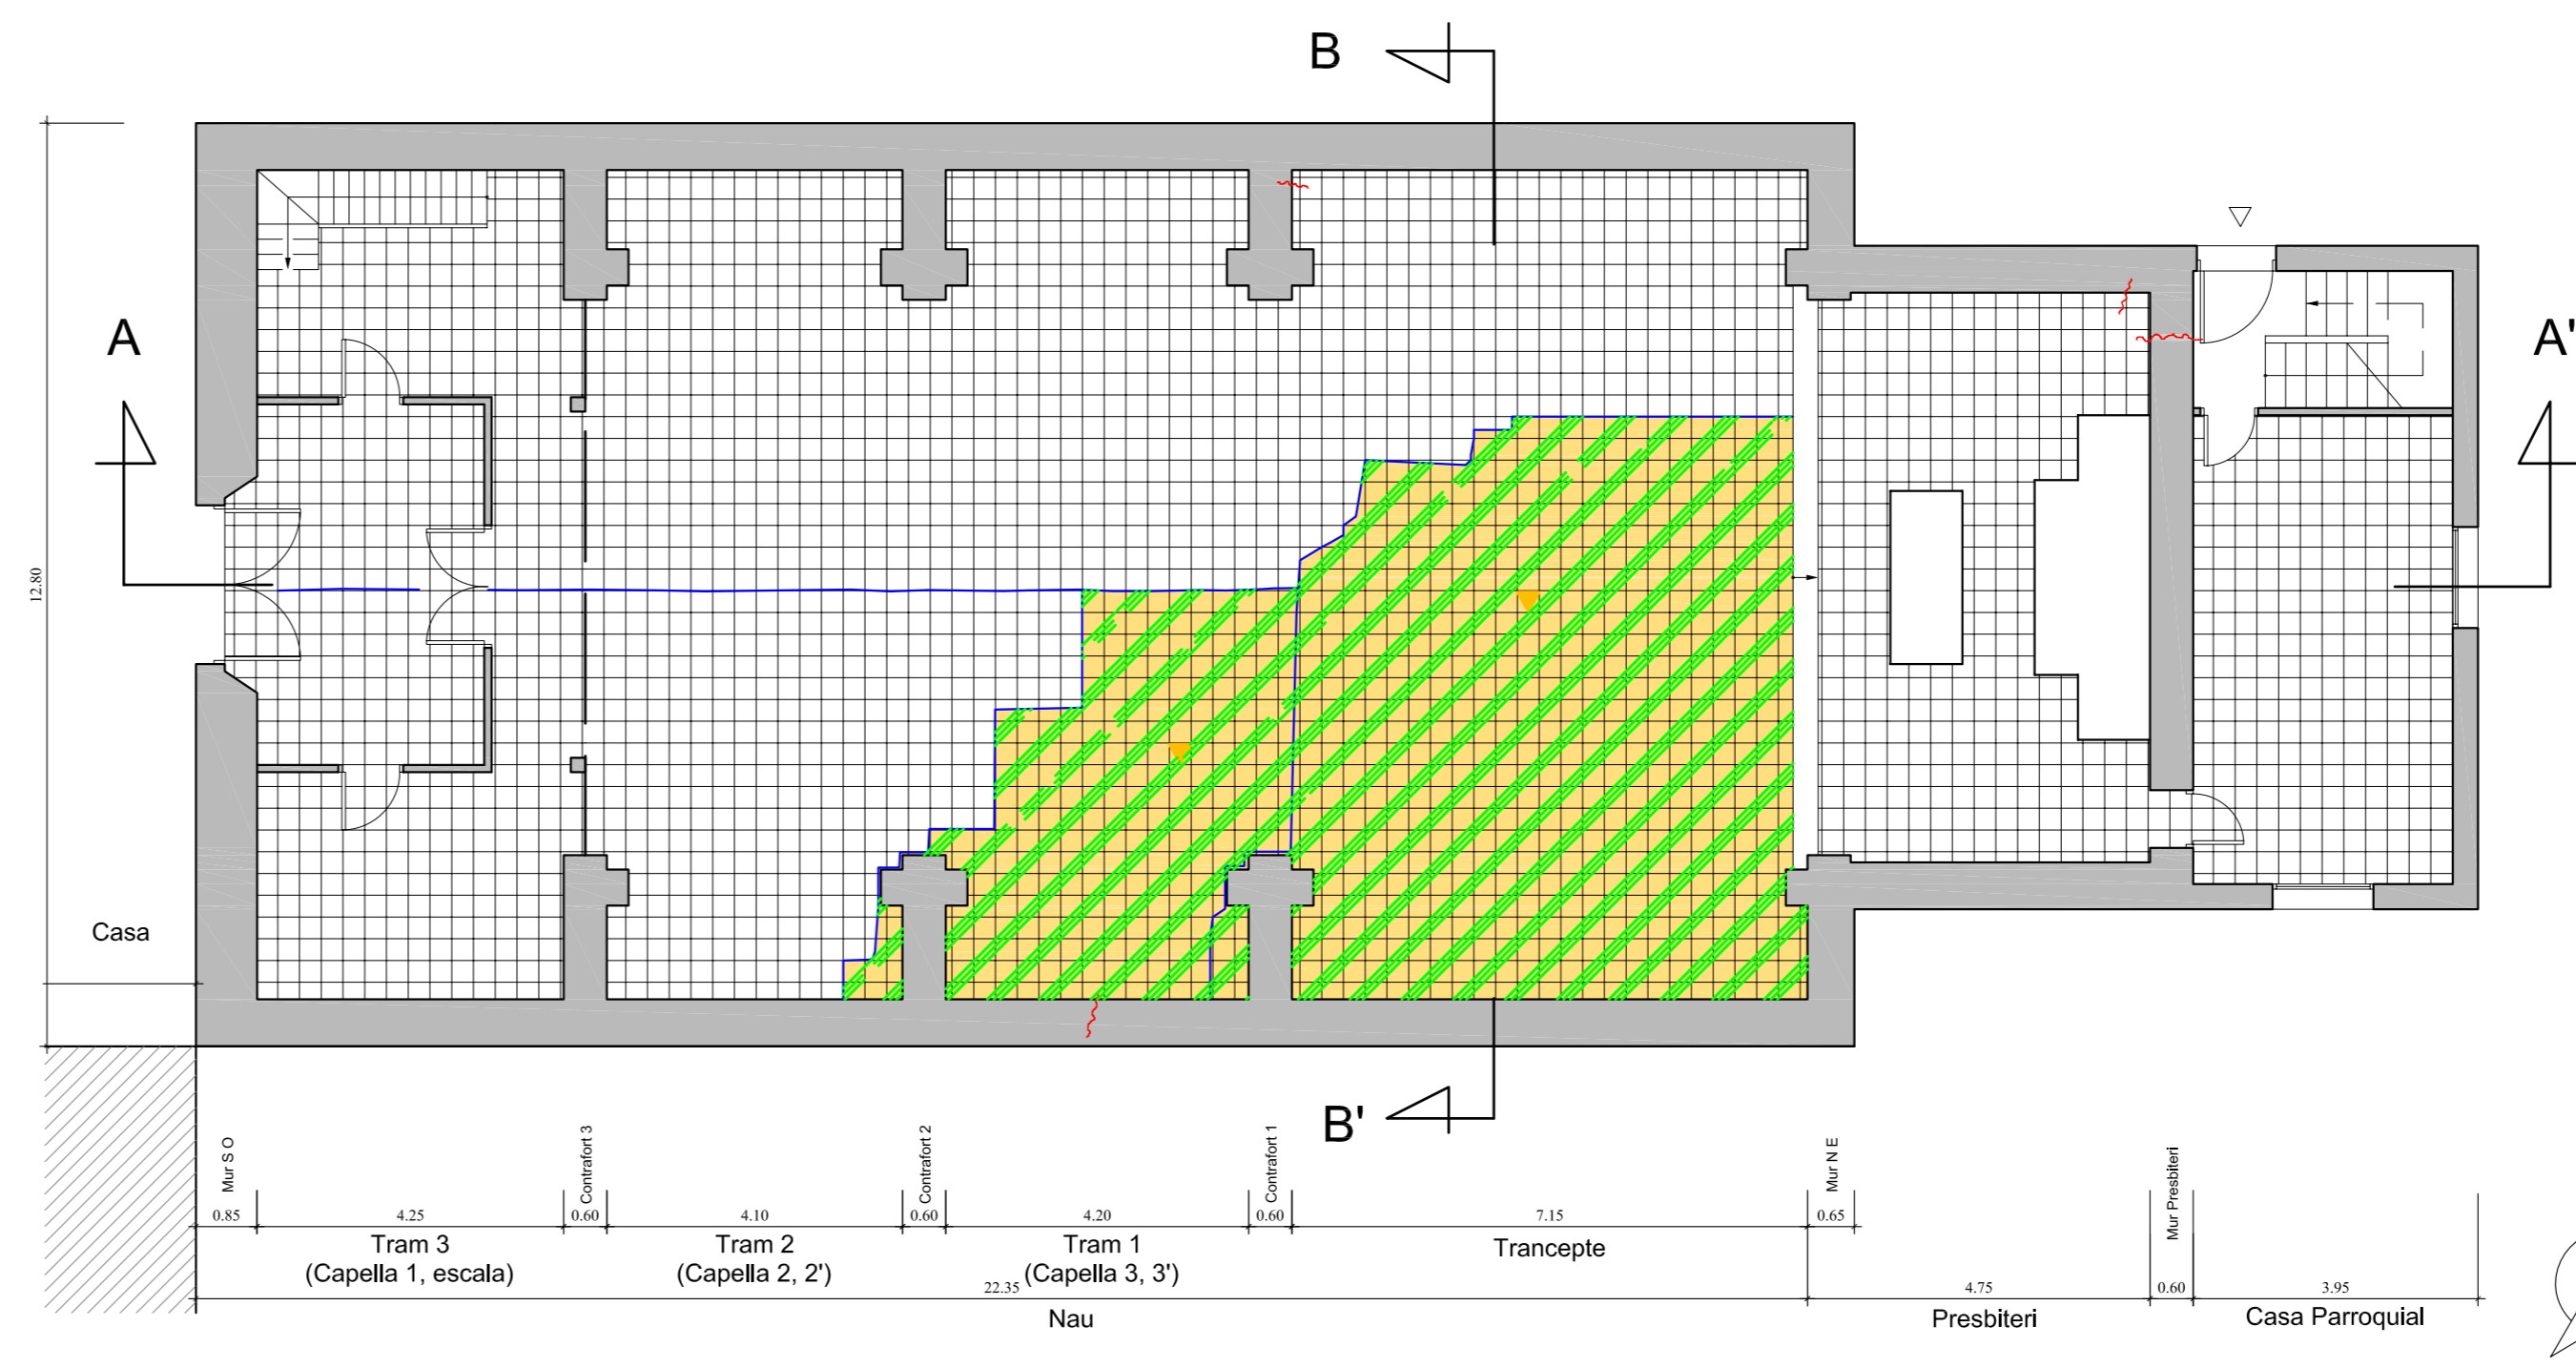 B
A
A'
12.80
Casa
B'
Mur S O
Contrafort 3
Contrafort 2
Contrafort 1
Mur N E
Mur Presbiteri
0.85
4.25
0.60
4.10
0.60
4.20
0.60
7.15
0.65
Tram 3
(Capella 1, escala)
Tram 2
(Capella 2, 2')
Tram 1
(Capella 3, 3')
Trancepte
22.35
4.75
0.60
3.95
Nau
Presbiteri
Casa Parroquial